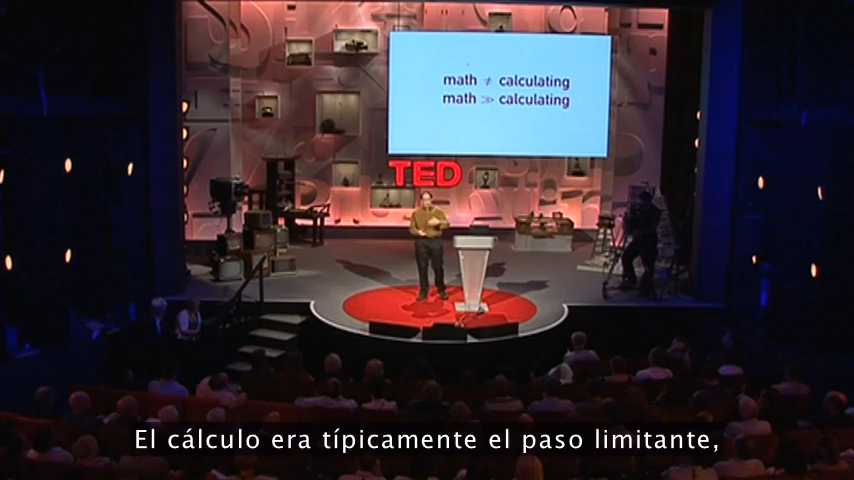 math ≠ calculating
math ≫ calculating
TED
El cálculo era típicamente el paso limitante,